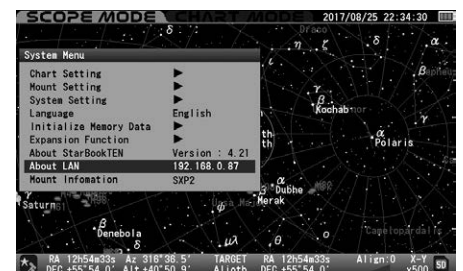 SCOPE MODE CHART MODE 2017/08/25 22:34:30
Draco
δ
η ζ δ α
System Menu
Chart Setting ▶
Mount Setting ▶
System Setting ▶
Language English
Initialize Memory Data ▶
Expansion Function ▶
About StarBookTEN Version : 4.21
About LAN 192.168.0.87
Mount Infomation SXP2
ι
γ
β
Kochab
α
Polaris
α
Dubhe
β
Merak
Saturn
β
Denebola
δ
φ
μλ θ
Camelopardalis
RA 12h54m33s Az 316°36.5' TARGET RA 12h54m33s Align:0 X-Y
DEC +55°54.0' Alt+40°50.9' Alioth DEC +55°54.0' x500 SD